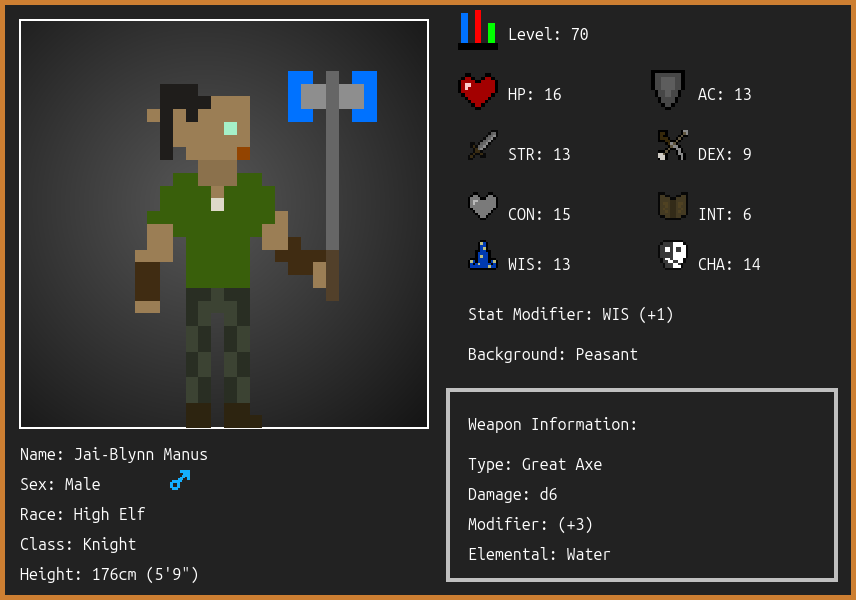 Level: 70
HP: 16
AC: 13
STR: 13
DEX: 9
CON: 15
INT: 6
WIS: 13
CHA: 14
Stat Modifier: WIS (+1)
Background: Peasant
Weapon Information:
Type: Great Axe
Damage: d6
Modifier: (+3)
Elemental: Water
Name: Jai-Blynn Manus
Sex: Male
Race: High Elf
Class: Knight
Height: 176cm (5'9")